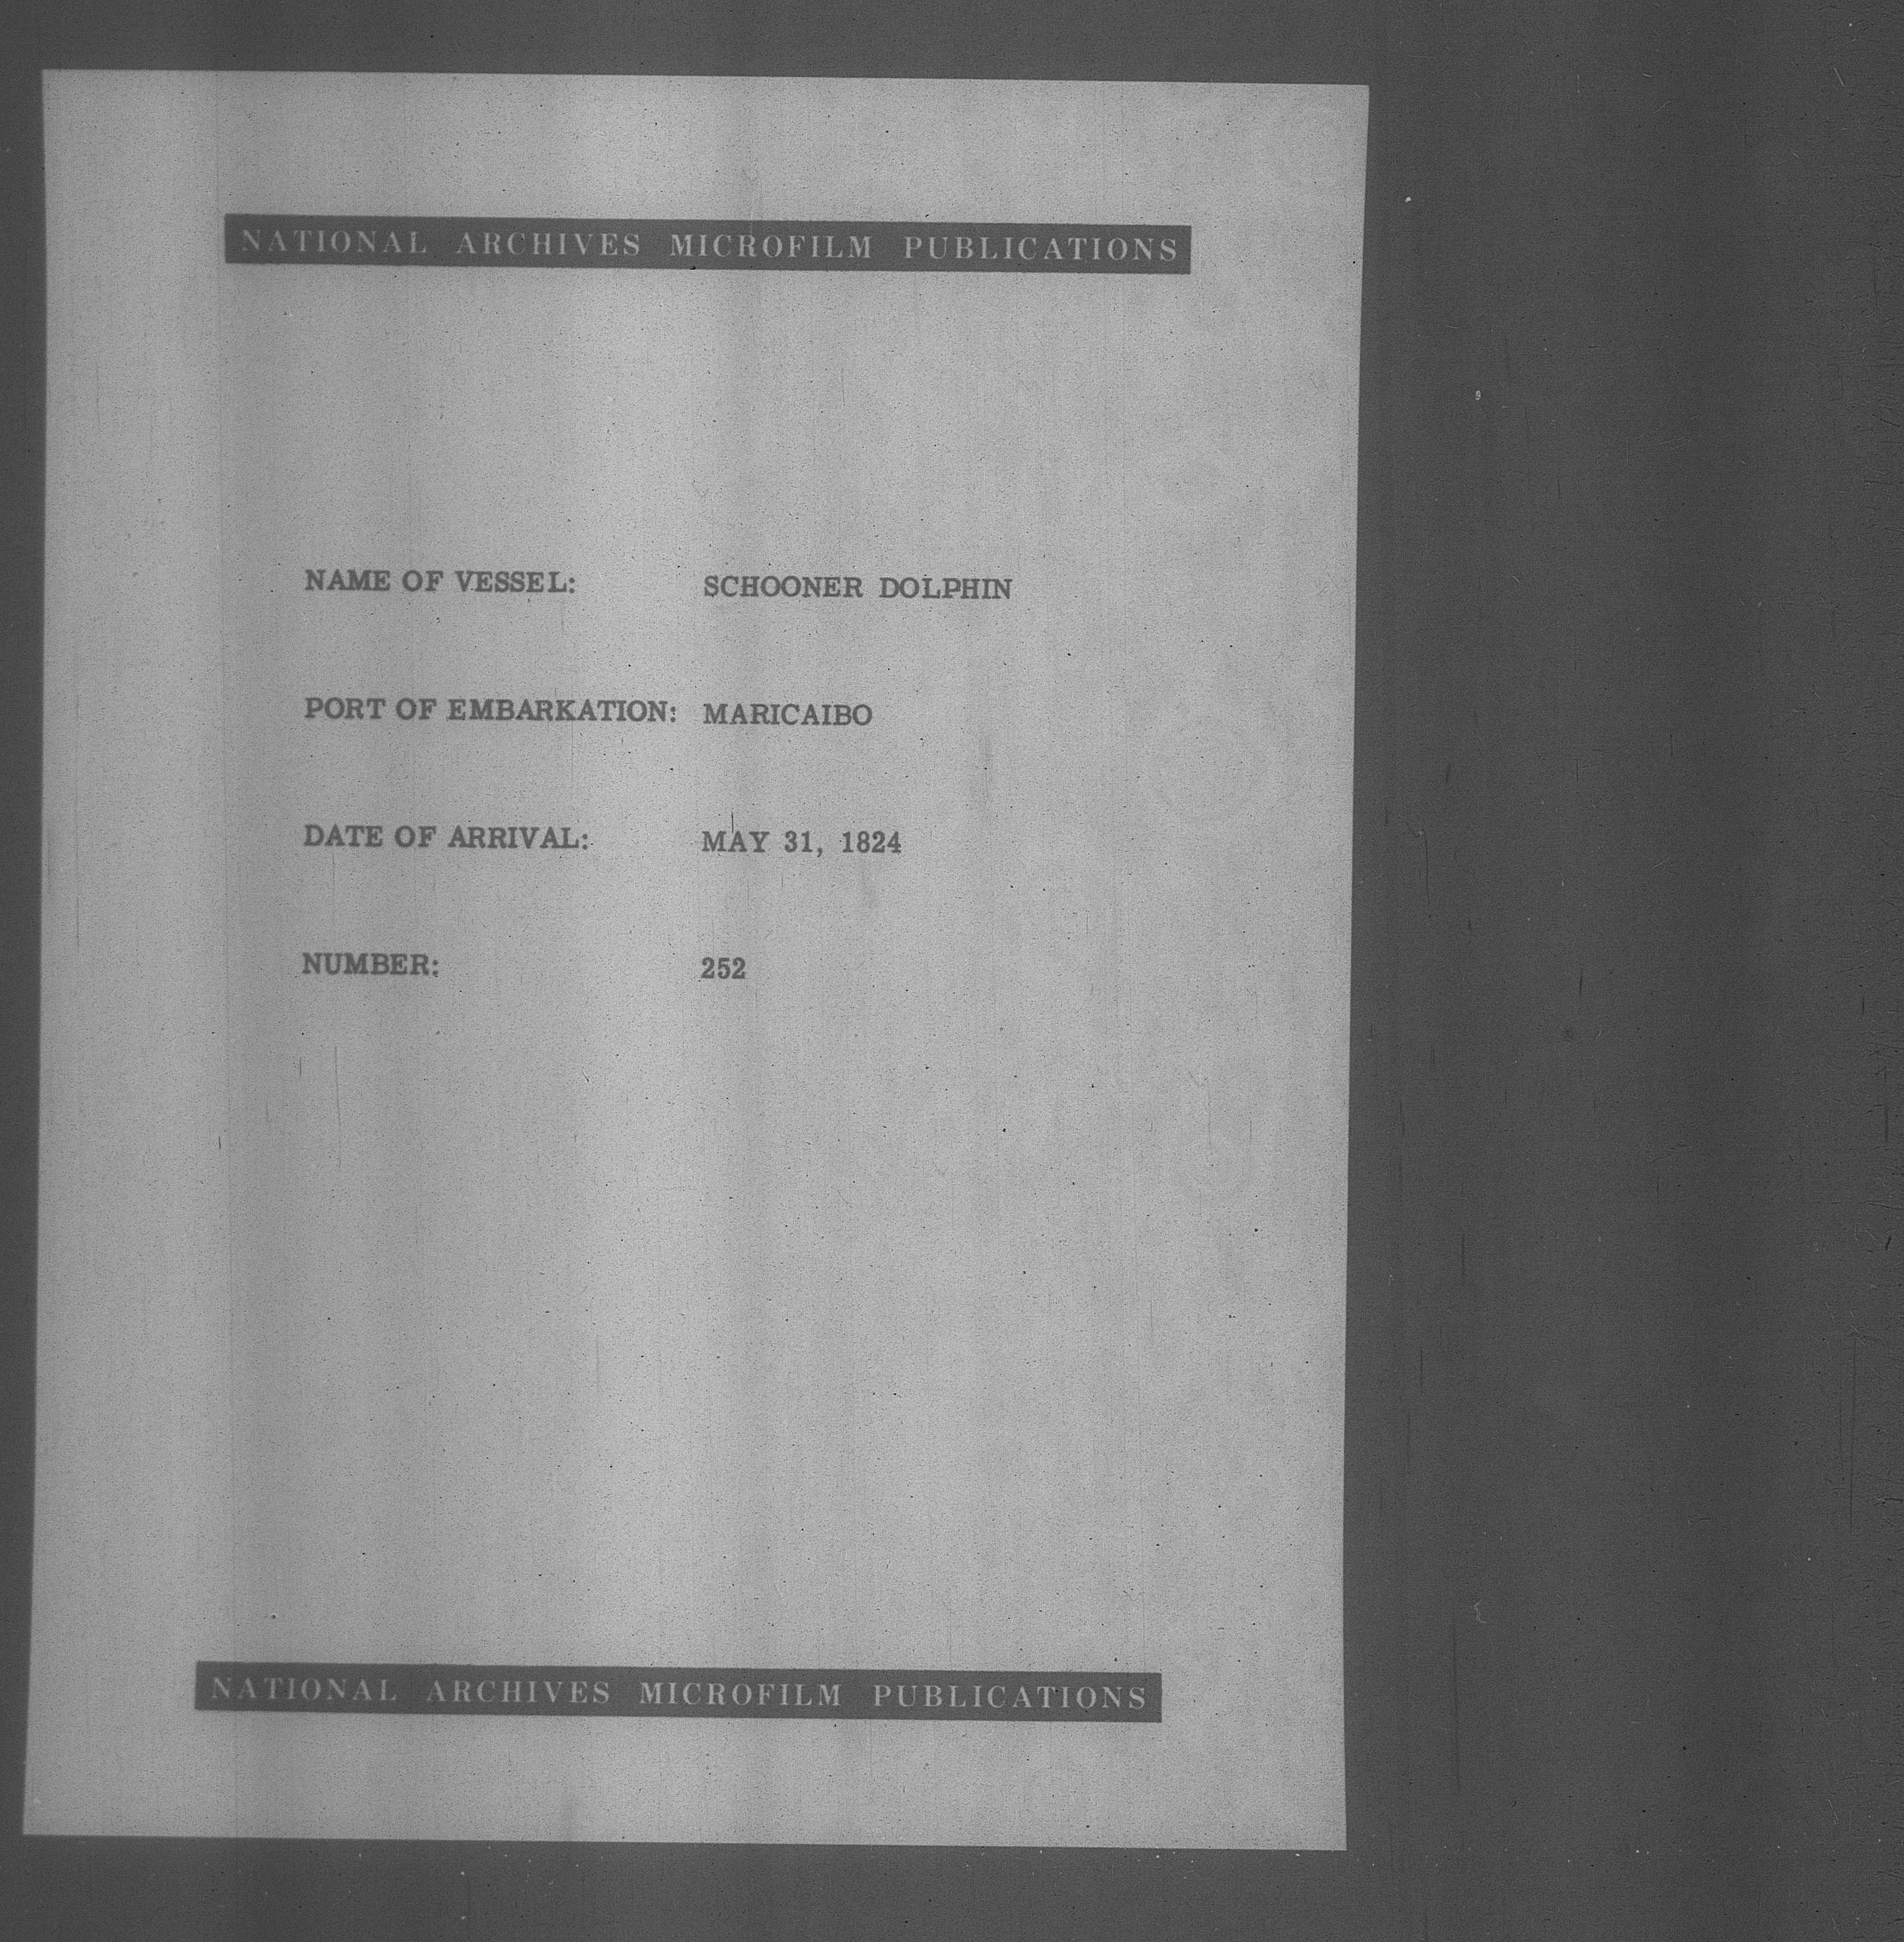 NATIONAL ARCHIVES MICROFILM PUBLICATIONS
NAME OF VESSEL: SCHOONER DOLPHIN
PORT OF EMBARKATION: MARICAIBO
DATE OF ARRIVAL: MAY 31, 1824
NUMBER: 252
NATIONAL ARCHIVES MICROFILM PUBLICATIONS